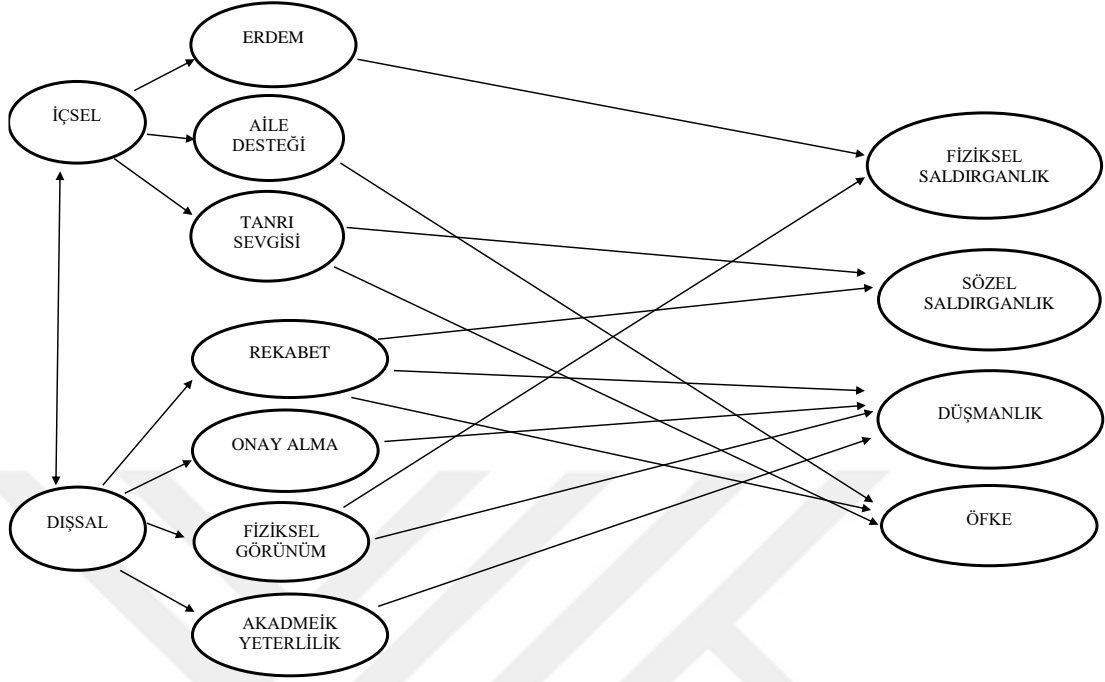 ERDEM
İÇSEL
AİLE
DESTEĞİ
TANRI
SEVGİSİ
REKABET
ONAY ALMA
DIŞSAL
FİZİKSEL
GÖRÜNÜM
AKADMEİK
YETERLİLİK
FİZİKSEL
SALDIRGANLIK
SÖZEL
SALDIRGANLIK
DÜŞMANLIK
ÖFKE